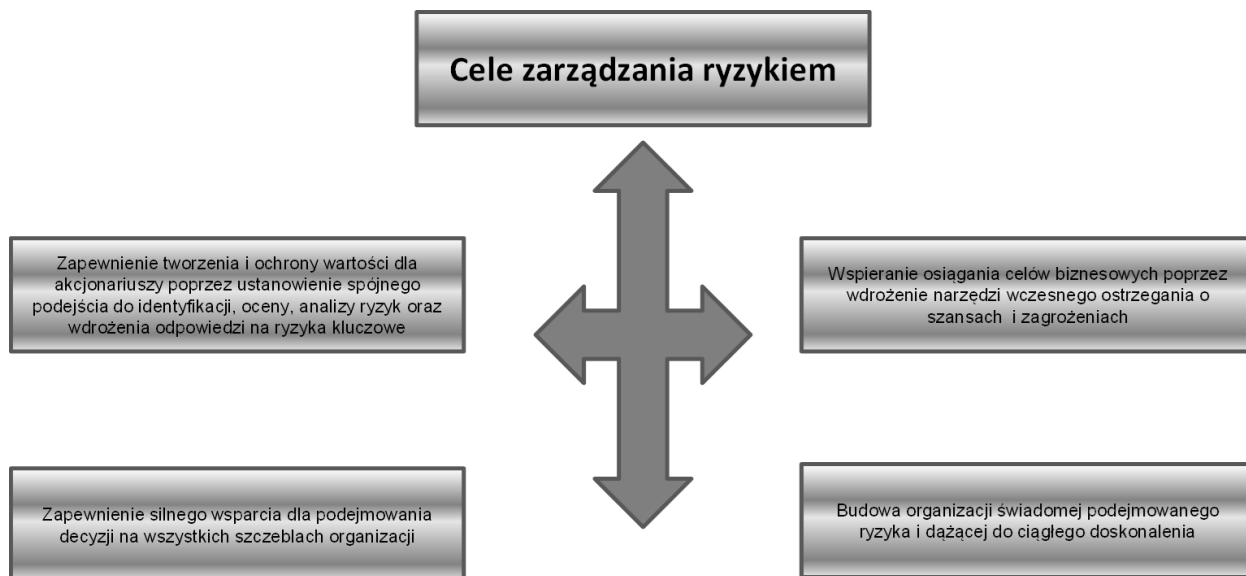 Cele zarządzania ryzykiem
Zapewnienie tworzenia i ochrony wartości dla
akcjonariuszy poprzez ustanowienie spójnego
podejścia do identyfikacji, oceny, analizy ryzyk oraz
wdrożenia odpowiedzi na ryzyka kluczowe
Wspieranie osiągania celów biznesowych poprzez
wdrożenie narzędzi wczesnego ostrzegania o
szansach i zagrożeniach
Zapewnienie silnego wsparcia dla podejmowania
decyzji na wszystkich szczeblach organizacji
Budowa organizacji świadomej podejmowanego
ryzyka i dążącej do ciągłego doskonalenia